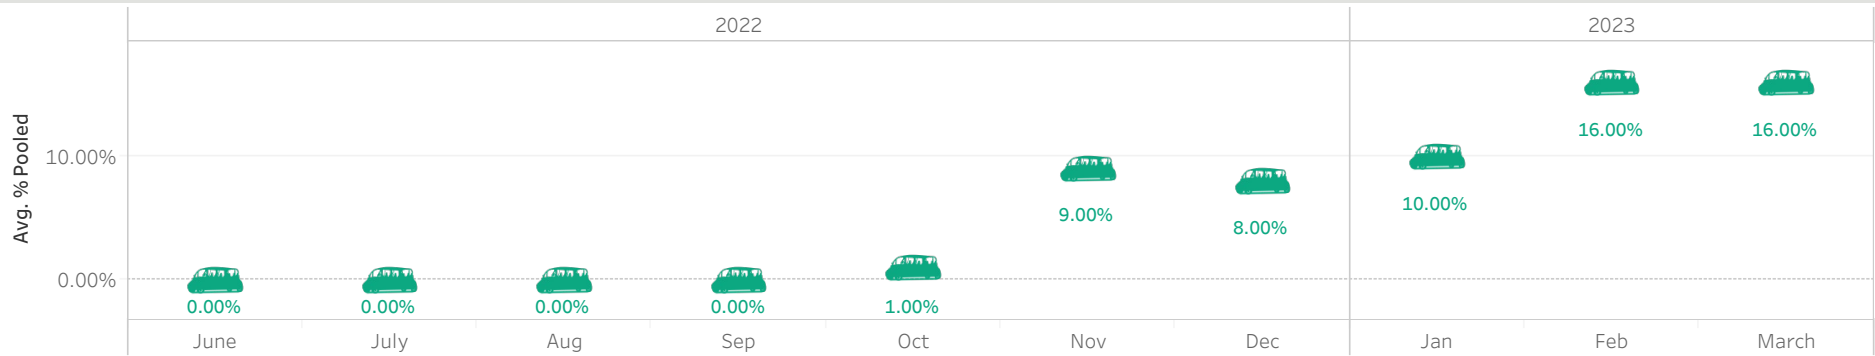 2022
2023
Avg. % Pooled
10.00%
0.00%
0.00%
0.00%
0.00%
0.00%
1.00%
9.00%
8.00%
10.00%
16.00%
16.00%
June
July
Aug
Sep
Oct
Nov
Dec
Jan
Feb
March